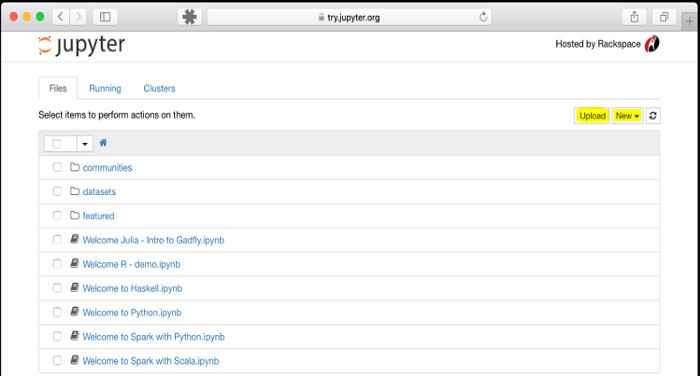 try.jupyter.org
jupyter
Hosted by Rackspace
Files Running Clusters
Select items to perform actions on them.
Upload New
communities
datasets
featured
Welcome Julia - Intro to Gadfly.ipynb
Welcome R - demo.ipynb
Welcome to Haskell.ipynb
Welcome to Python.ipynb
Welcome to Spark with Python.ipynb
Welcome to Spark with Scala.ipynb